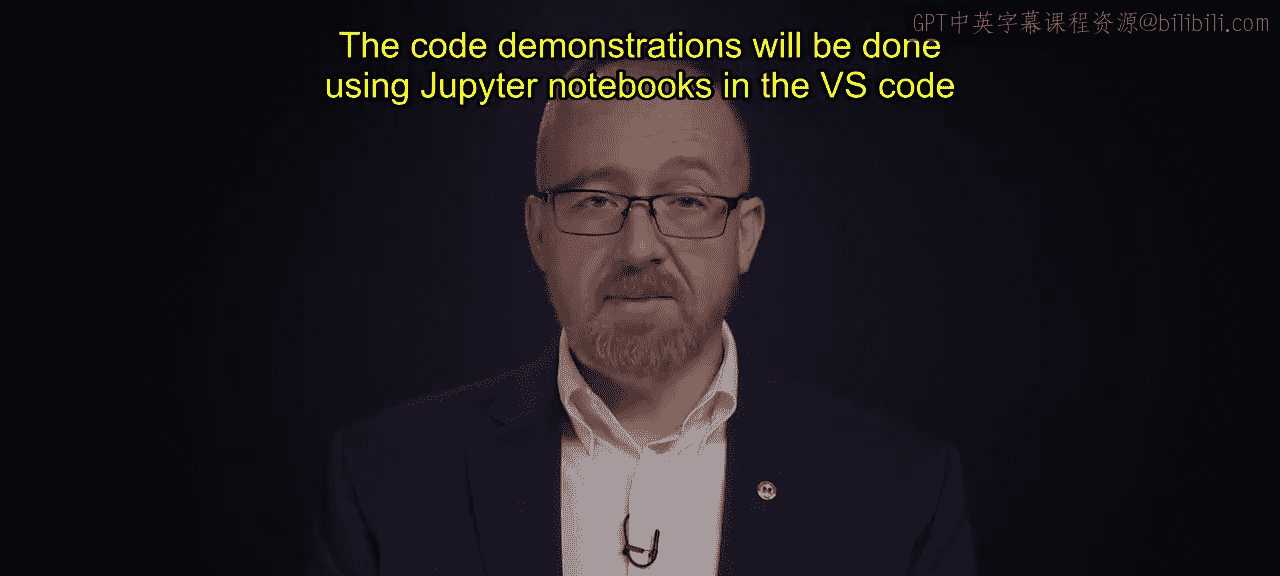 GPT中英字幕课程资源@bilibili.com
The code demonstrations will be done
using Jupyter notebooks in the VS code